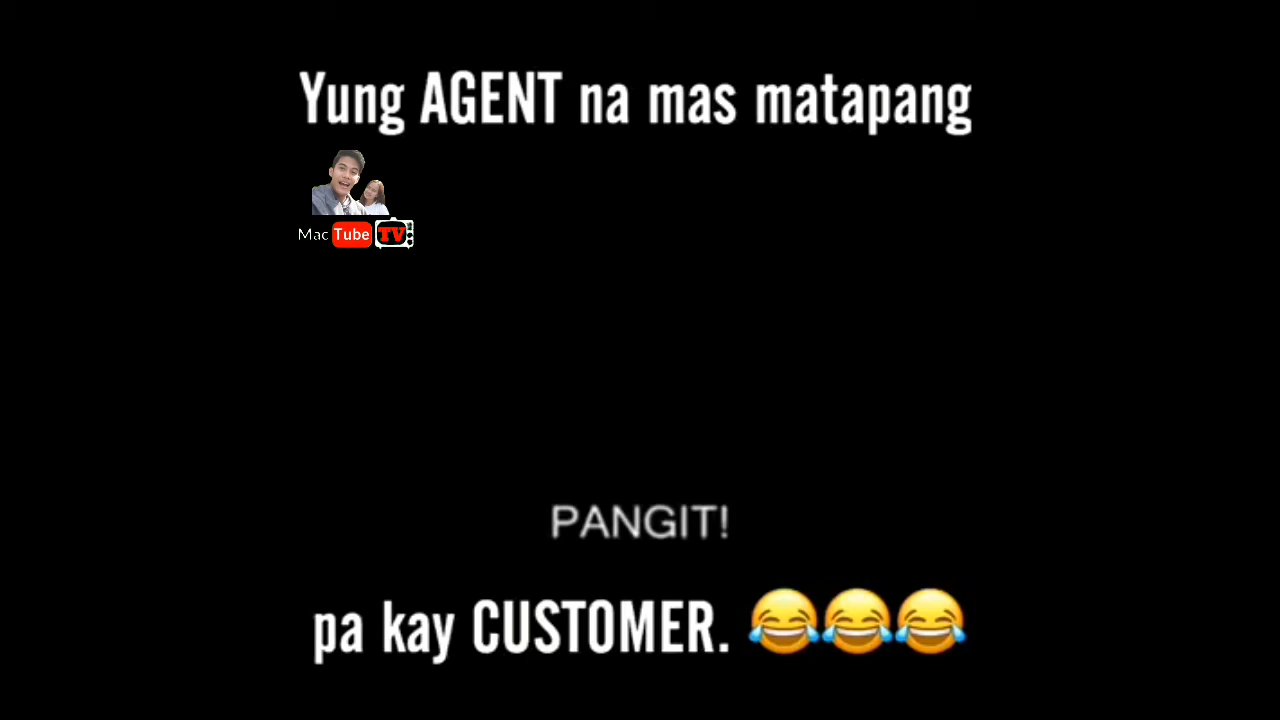 Yung AGENT na mas matapang
Mac Tube TV
PANGIT!
pa kay CUSTOMER. 😂😂😂